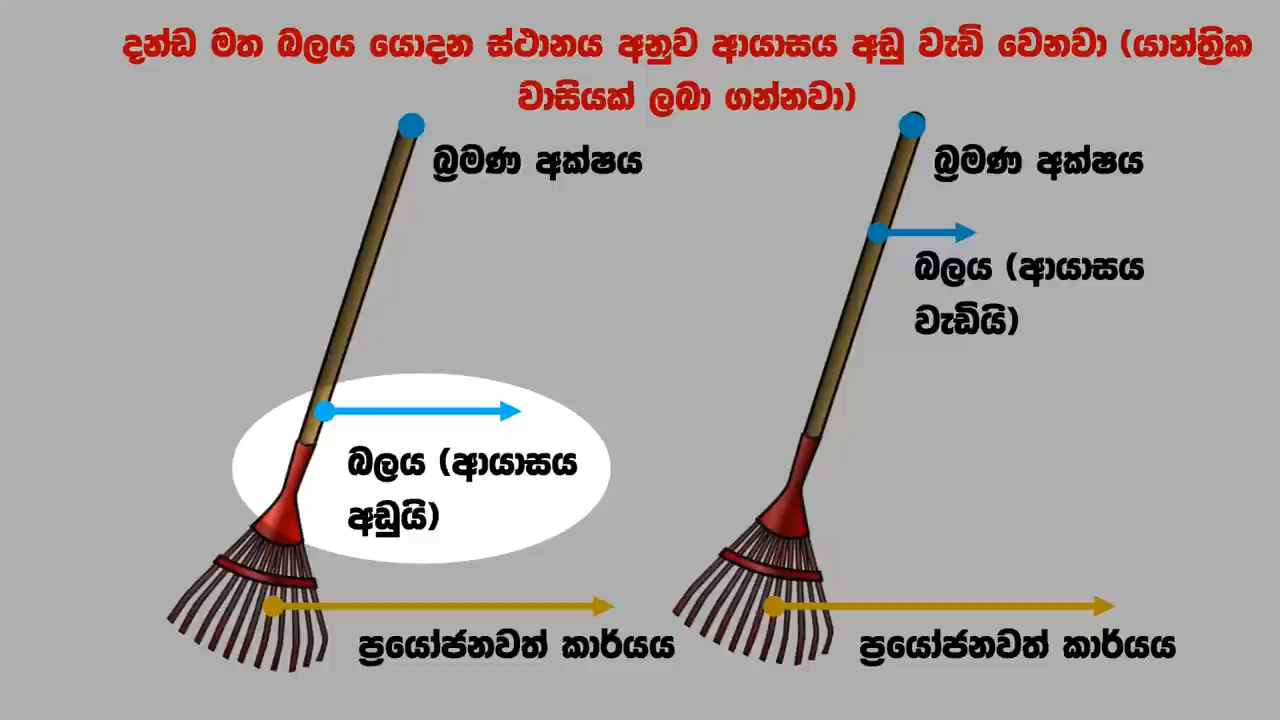 දන්ඩ මත බලය යොදන ස්ථානය අනුව ආයාසය අඩු වැඩි වෙනවා (යාන්ත්‍රික
වාසියක් ලබා ගන්නවා)
බ්‍රමණ අක්ෂය
බ්‍රමණ අක්ෂය
බලය (ආයාසය
වැඩියි)
බලය (ආයාසය
අඩුයි)
ප්‍රයෝජනවත් කාර්යය
ප්‍රයෝජනවත් කාර්යය